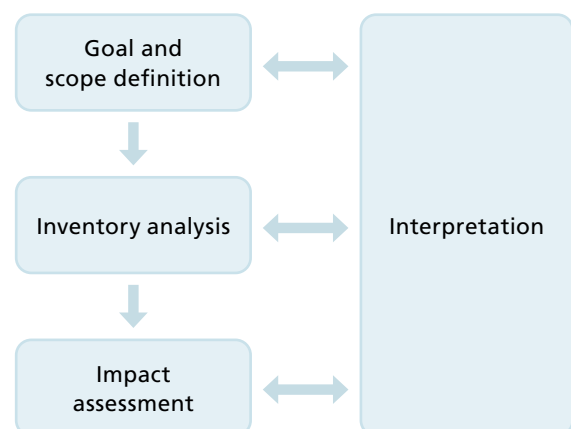 Goal and
scope definition
Inventory analysis
Interpretation
Impact
assessment